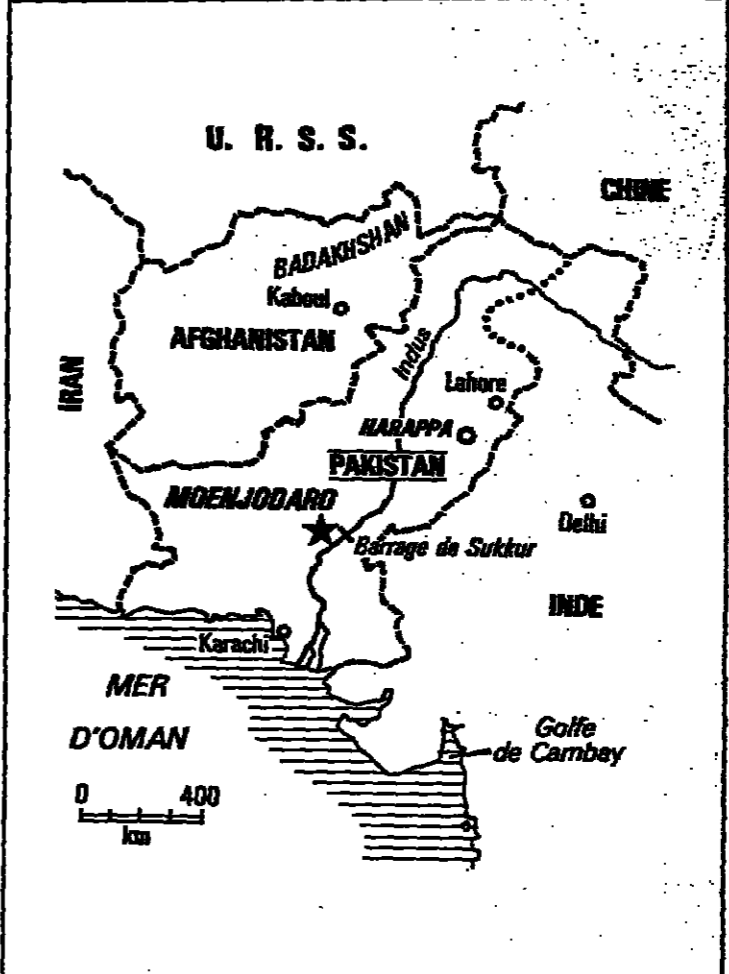 U. R. S. S.
CHINE
BADAKHSHAN
Kaboul
AFGHANISTAN
Indus
IRAN
Lahore
HARAPPA
PAKISTAN
MOENJODARO
Delhi
Barrage de Sukkur
INDE
Karachi
MER
D'OMAN
Golfe
de Cambay
0 400
km